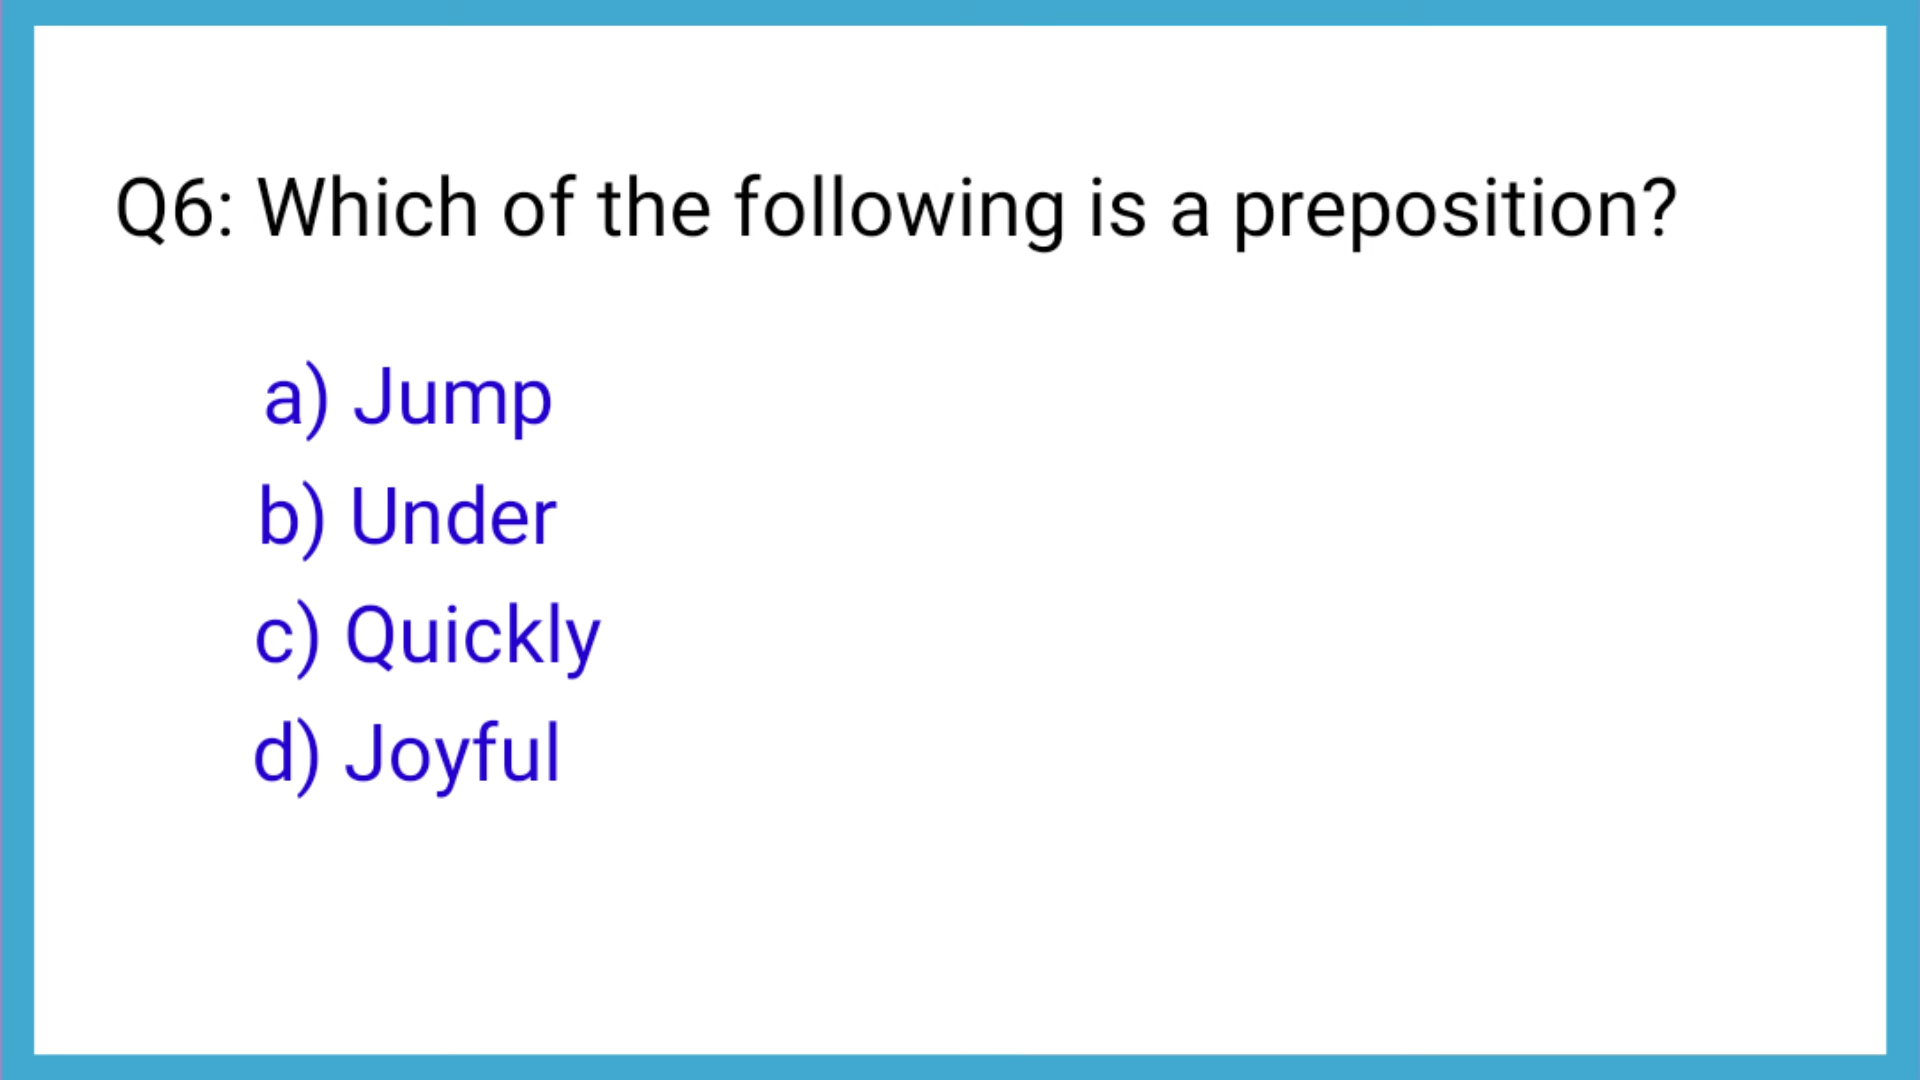 Q6: Which of the following is a preposition?
a) Jump
b) Under
c) Quickly
d) Joyful